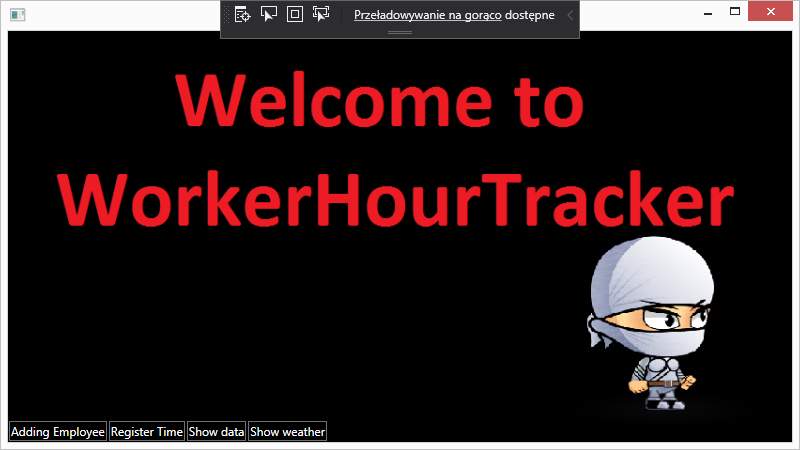 Przeładowywanie na gorąco dostępne
Welcome to
WorkerHourTracker
Adding Employee Register Time Show data Show weather